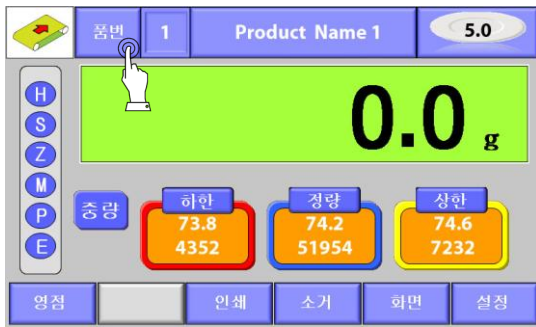 품번 1 Product Name 1 5.0
0.0 g
H
S
Z
M
P
E
중량
하한 정량 상한
73.8 74.2 74.6
4352 51954 7232
영점 인쇄 소거 화면 설정